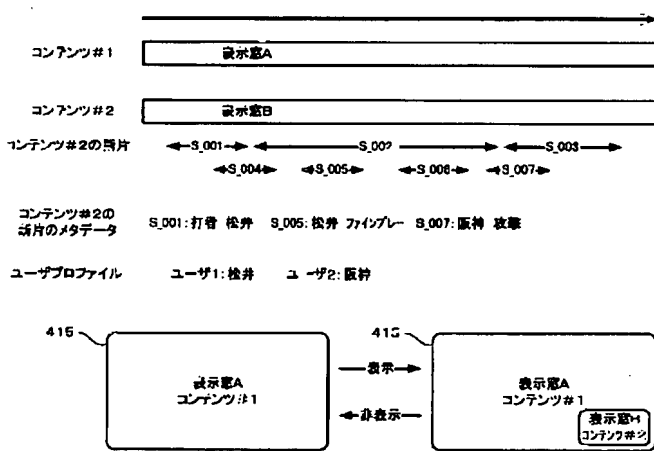 コンテンツ#1
表示窓A
コンテンツ#2
表示窓B
コンテンツ#2の断片
S_001
S_002
S_003
S_004
S_005
S_006
S_007
コンテンツ#2の
断片のメタデータ
S_001:打者 松井 S_005:松井 ファインプレー S_007:阪神 攻撃
ユーザプロファイル
ユーザ1:松井 ユーザ2:阪神
415
表示窓A
コンテンツ#1
表示
非表示
415
表示窓A
コンテンツ#1
表示窓B
コンテンツ#2